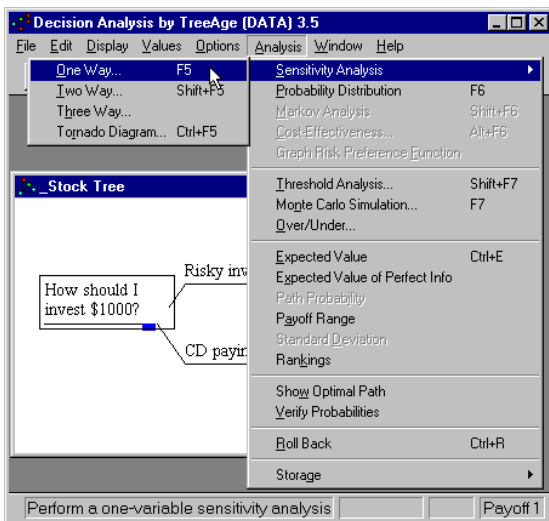 Decision Analysis by TreeAge (DATA) 3.5
File Edit Display Values Options Analysis Window Help
One Way... F5
Two Way... Shift+F5
Three Way...
Tornado Diagram... Ctrl+F5
Sensitivity Analysis
Probability Distribution F6
Markov Analysis Shift+F6
Cost-Effectiveness... Alt+F6
Graph Risk Preference Function
Threshold Analysis... Shift+F7
Monte Carlo Simulation... F7
Over/Under...
Expected Value Ctrl+E
Expected Value of Perfect Info
Path Probability
Payoff Range
Standard Deviation
Rankings
Show Optimal Path
Verify Probabilities
Roll Back Ctrl+R
Storage
_Stock Tree
Risky inv
How should I
invest $1000?
CD payin
Perform a one-variable sensitivity analysis
Payoff 1